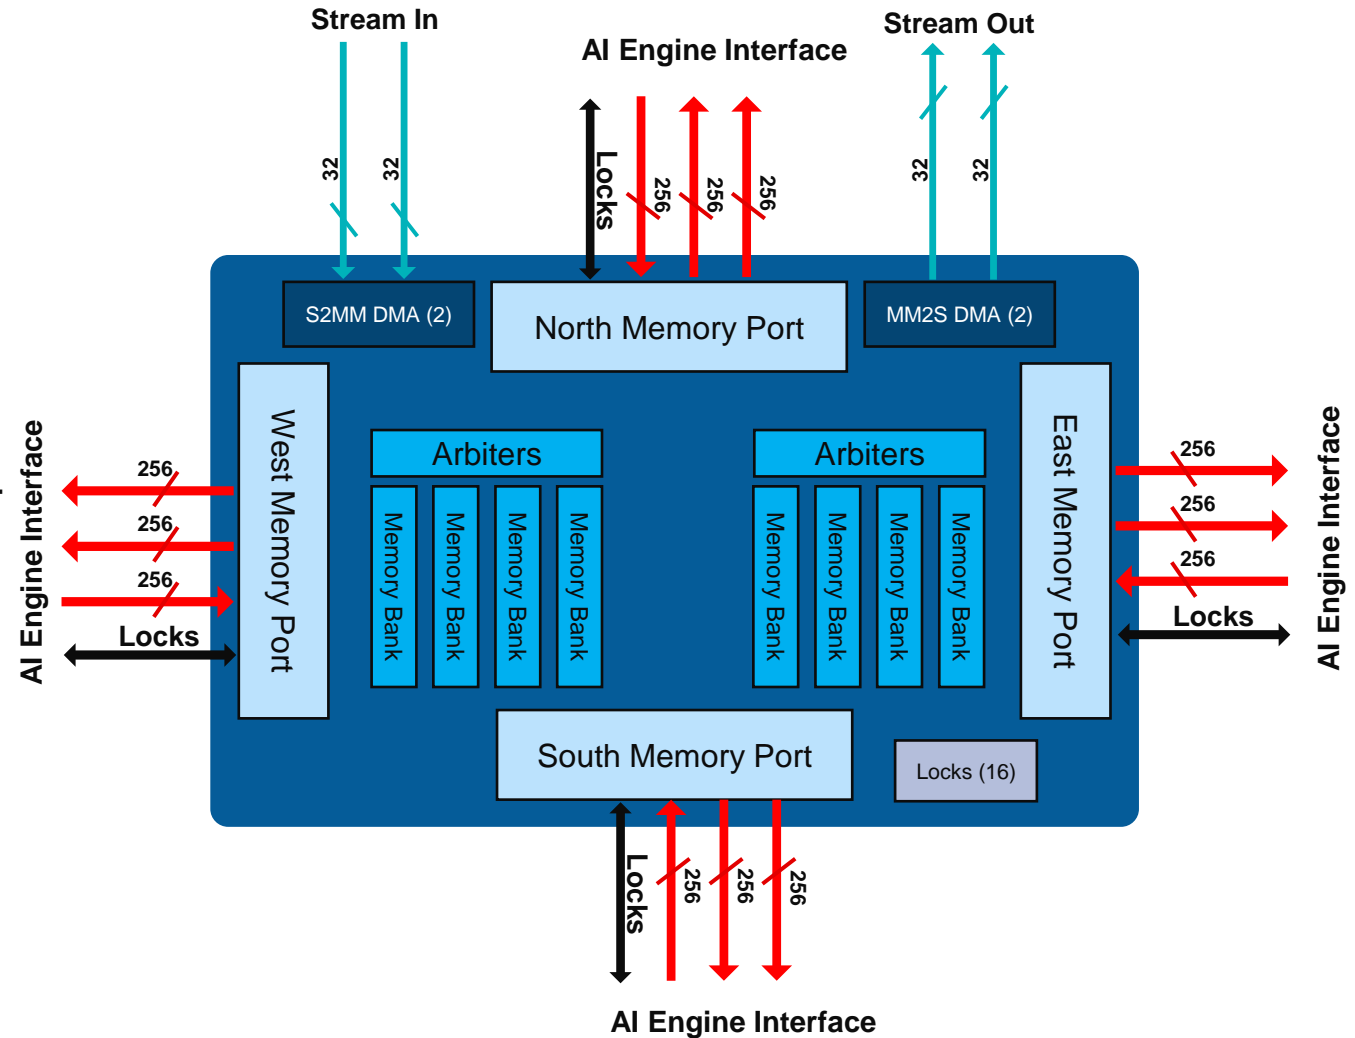 Stream In
Stream Out
AI Engine Interface
32
32
Locks
256
256
256
32
32
S2MM DMA (2)
North Memory Port
MM2S DMA (2)
AI Engine Interface
256
256
256
Locks
West Memory Port
Arbiters
Memory Bank
Memory Bank
Memory Bank
Memory Bank
Arbiters
Memory Bank
Memory Bank
Memory Bank
Memory Bank
East Memory Port
256
256
256
Locks
AI Engine Interface
South Memory Port
Locks (16)
Locks
256
256
256
AI Engine Interface